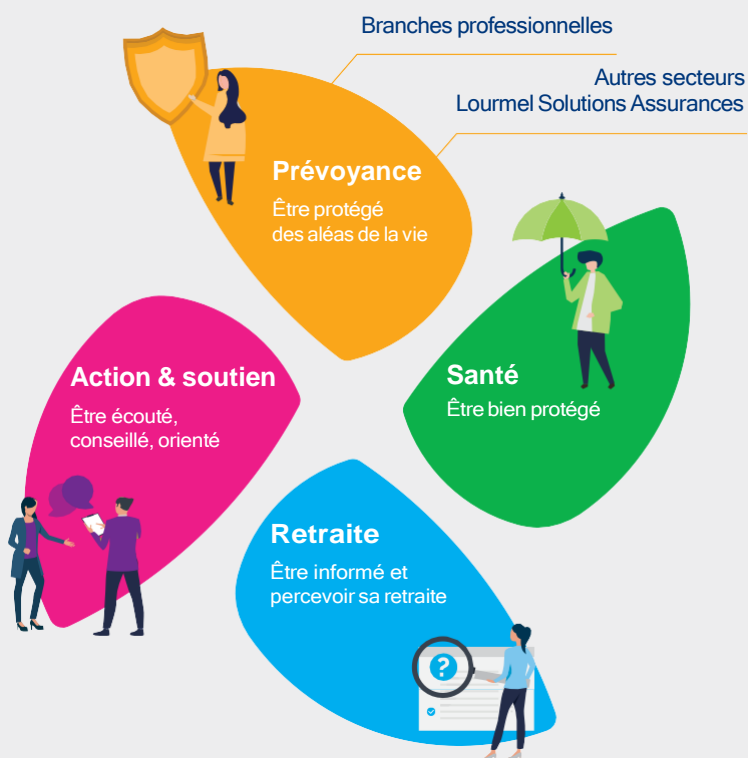 Branches professionnelles
Autres secteurs
Lourmel Solutions Assurances
Prévoyance
Être protégé
des aléas de la vie
Santé
Être bien protégé
Action & soutien
Être écouté,
conseillé, orienté
Retraite
Être informé et
percevoir sa retraite
?